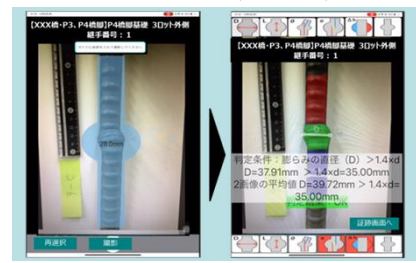 【XXX橋・P3、P4橋脚】P4橋脚基礎 3ロット外側
継手番号：1
28.0mm
再選択
撮影
【XXX橋・P3、P4橋脚】P4橋脚基礎 3ロット外側
継手番号：1
判定条件：膨らみの直径（D）＞1.4×d
D=37.91mm ＞ 1.4×d=35.00mm
2画像の平均値 D=39.72mm ＞ 1.4×d=
35.00mm
証跡画面へ